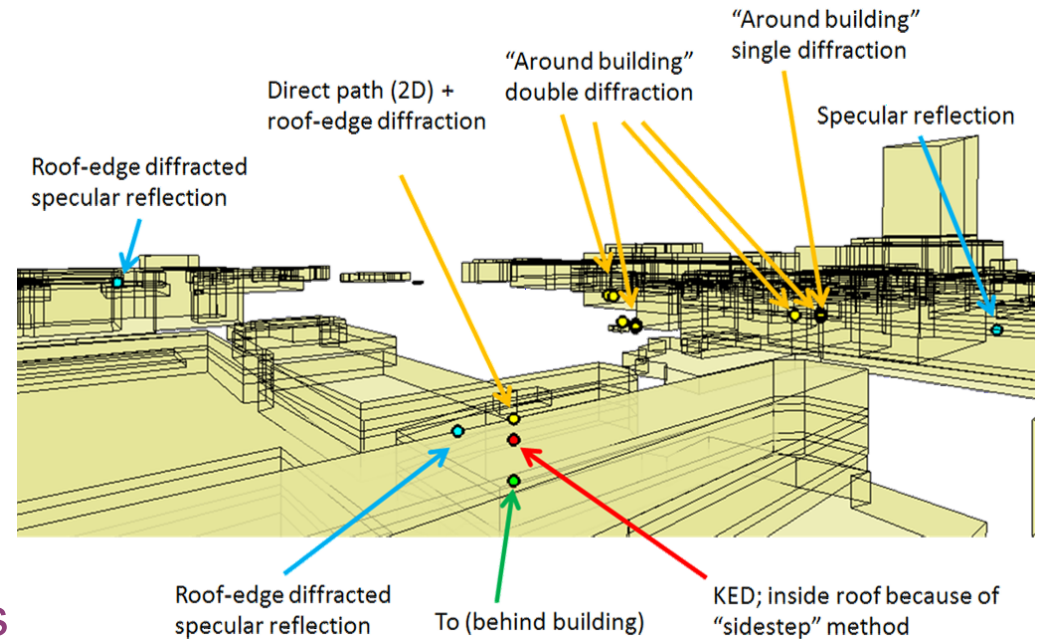 “Around building”
single diffraction
“Around building”
double diffraction
Direct path (2D) +
roof-edge diffraction
Specular reflection
Roof-edge diffracted
specular reflection
Roof-edge diffracted
specular reflection
To (behind building)
KED; inside roof because of
“sidestep” method
s